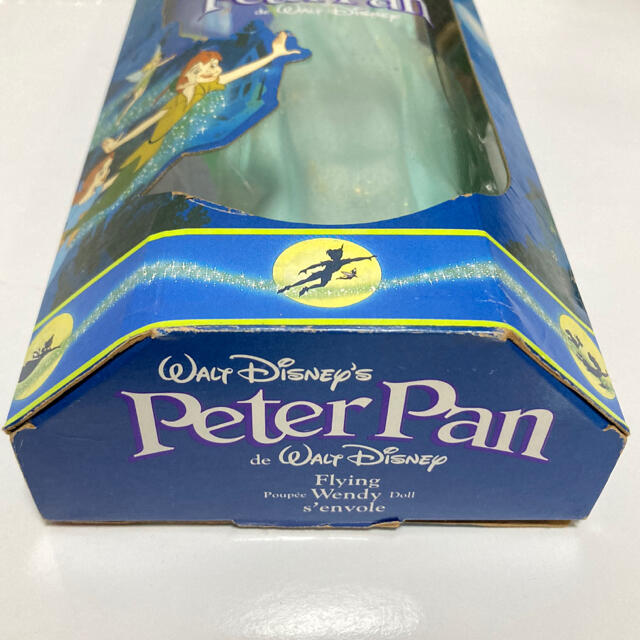 Peter Pan
de WALT DISNEY
WALT DISNEY'S
Peter Pan
de WALT DISNEY
Flying
Poupée Wendy Doll
s'envole